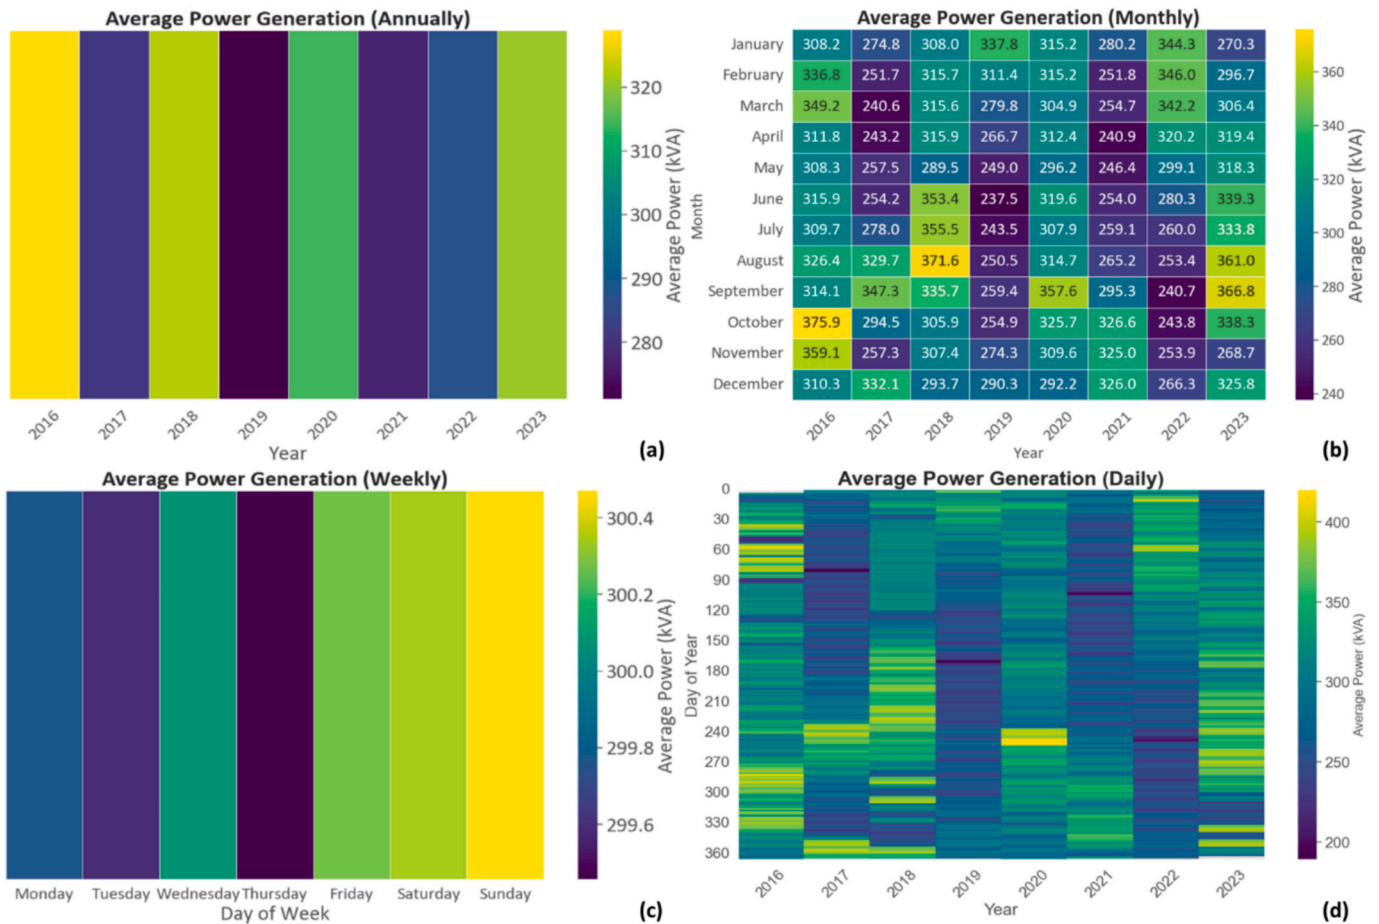 Average Power Generation (Annually)
320
310
300
290
280
Average Power (kVA)
2016 2017 2018 2019 2020 2021 2022 2023
Year
(a)
Average Power Generation (Monthly)
Month
January 308.2 274.8 308.0 337.8 315.2 280.2 344.3 270.3
February 336.8 251.7 315.7 311.4 315.2 251.8 346.0 296.7
March 349.2 240.6 315.6 279.8 304.9 254.7 342.2 306.4
April 311.8 243.2 315.9 266.7 312.4 240.9 320.2 319.4
May 308.3 257.5 289.5 249.0 296.2 246.4 299.1 318.3
June 315.9 254.2 353.4 237.5 319.6 254.0 280.3 339.3
July 309.7 278.0 355.5 243.5 307.9 259.1 260.0 333.8
August 326.4 329.7 371.6 250.5 314.7 265.2 253.4 361.0
September 314.1 347.3 335.7 259.4 357.6 295.3 240.7 366.8
October 375.9 294.5 305.9 254.9 325.7 326.6 243.8 338.3
November 359.1 257.3 307.4 274.3 309.6 325.0 253.9 268.7
December 310.3 332.1 293.7 290.3 292.2 326.0 266.3 325.8
2016 2017 2018 2019 2020 2021 2022 2023
Year
360
340
320
300
280
260
240
Average Power (kVA)
(b)
Average Power Generation (Weekly)
300.4
300.2
300.0
299.8
299.6
Average Power (kVA)
Monday Tuesday Wednesday Thursday Friday Saturday Sunday
Day of Week
(c)
Average Power Generation (Daily)
Day of Year
0
30
60
90
120
150
180
210
240
270
300
330
360
2016 2017 2018 2019 2020 2021 2022 2023
Year
400
350
300
250
200
Average Power (kVA)
(d)